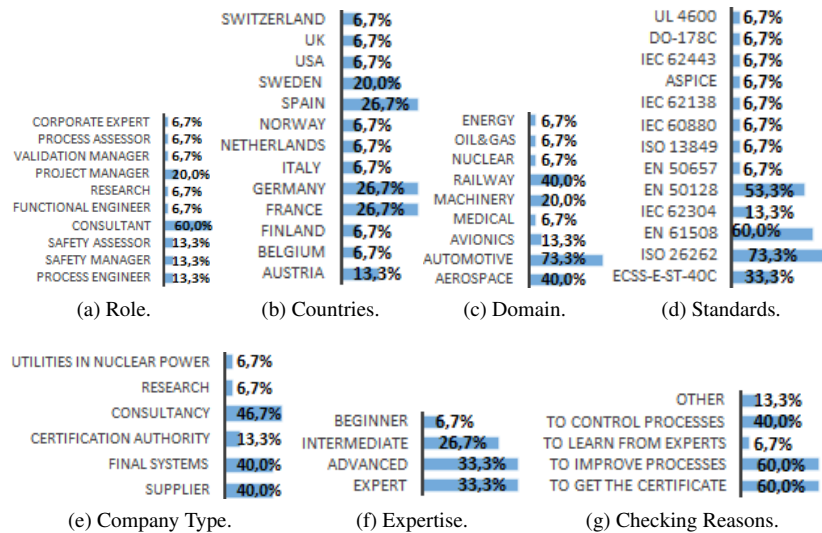 CORPORATE EXPERT 6,7%
PROCESS ASSESSOR 6,7%
VALIDATION MANAGER 6,7%
PROJECT MANAGER 20,0%
RESEARCH 6,7%
FUNCTIONAL ENGINEER 6,7%
CONSULTANT 60,0%
SAFETY ASSESSOR 13,3%
SAFETY MANAGER 13,3%
PROCESS ENGINEER 13,3%
(a) Role.
SWITZERLAND 6,7%
UK 6,7%
USA 6,7%
SWEDEN 20,0%
SPAIN 26,7%
NORWAY 6,7%
NETHERLANDS 6,7%
ITALY 6,7%
GERMANY 26,7%
FRANCE 26,7%
FINLAND 6,7%
BELGIUM 6,7%
AUSTRIA 13,3%
(b) Countries.
ENERGY 6,7%
OIL&GAS 6,7%
NUCLEAR 6,7%
RAILWAY 40,0%
MACHINERY 20,0%
MEDICAL 6,7%
AVIONICS 13,3%
AUTOMOTIVE 73,3%
AEROSPACE 40,0%
(c) Domain.
UL 4600 6,7%
DO-178C 6,7%
IEC 62443 6,7%
ASPICE 6,7%
IEC 62138 6,7%
IEC 60880 6,7%
ISO 13849 6,7%
EN 50657 6,7%
EN 50128 53,3%
IEC 62304 13,3%
EN 61508 60,0%
ISO 26262 73,3%
ECSS-E-ST-40C 33,3%
(d) Standards.
UTILITIES IN NUCLEAR POWER 6,7%
RESEARCH 6,7%
CONSULTANCY 46,7%
CERTIFICATION AUTHORITY 13,3%
FINAL SYSTEMS 40,0%
SUPPLIER 40,0%
(e) Company Type.
BEGINNER 6,7%
INTERMEDIATE 26,7%
ADVANCED 33,3%
EXPERT 33,3%
(f) Expertise.
OTHER 13,3%
TO CONTROL PROCESSES 40,0%
TO LEARN FROM EXPERTS 6,7%
TO IMPROVE PROCESSES 60,0%
TO GET THE CERTIFICATE 60,0%
(g) Checking Reasons.